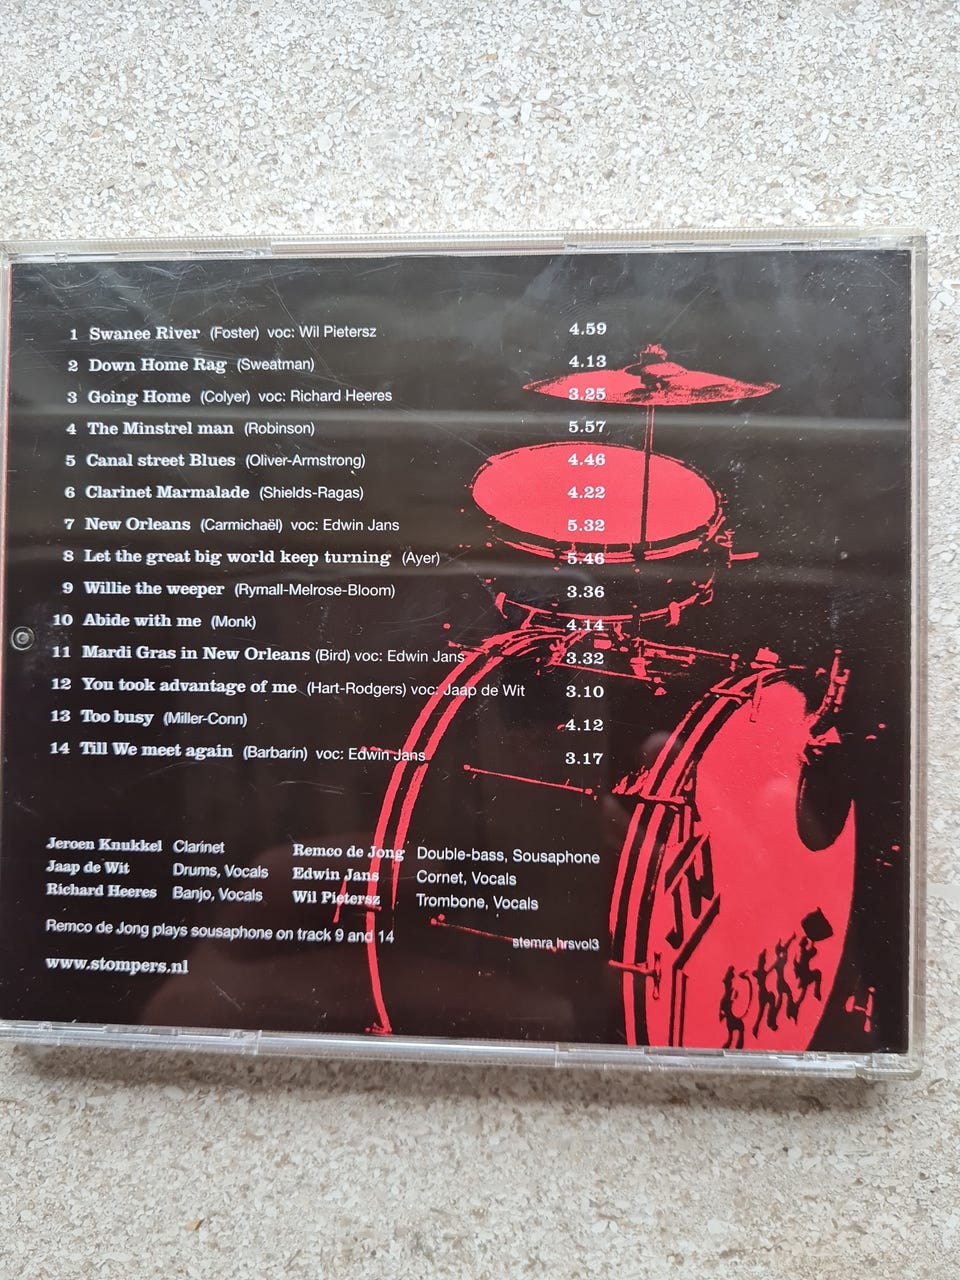 1 Swanee River (Foster) voc: Wil Pietersz 4.59
2 Down Home Rag (Sweatman) 4.13
3 Going Home (Colyer) voc: Richard Heeres 3.25
4 The Minstrel man (Robinson) 5.57
5 Canal street Blues (Oliver-Armstrong) 4.46
6 Clarinet Marmalade (Shields-Ragas) 4.22
7 New Orleans (Carmichaël) voc: Edwin Jans 5.32
8 Let the great big world keep turning (Ayer) 5.46
9 Willie the weeper (Rymall-Melrose-Bloom) 3.36
10 Abide with me (Monk) 4.14
11 Mardi Gras in New Orleans (Bird) voc: Edwin Jans 3.32
12 You took advantage of me (Hart-Rodgers) voc: Jaap de Wit 3.10
13 Too busy (Miller-Conn) 4.12
14 Till We meet again (Barbarin) voc: Edwin Jans 3.17
Jeroen Knukkel Clarinet Remco de Jong Double-bass, Sousaphone
Jaap de Wit Drums, Vocals Edwin Jans Cornet, Vocals
Richard Heeres Banjo, Vocals Wil Pietersz Trombone, Vocals
Remco de Jong plays sousaphone on track 9 and 14
stemra hrsvol3
www.stompers.nl